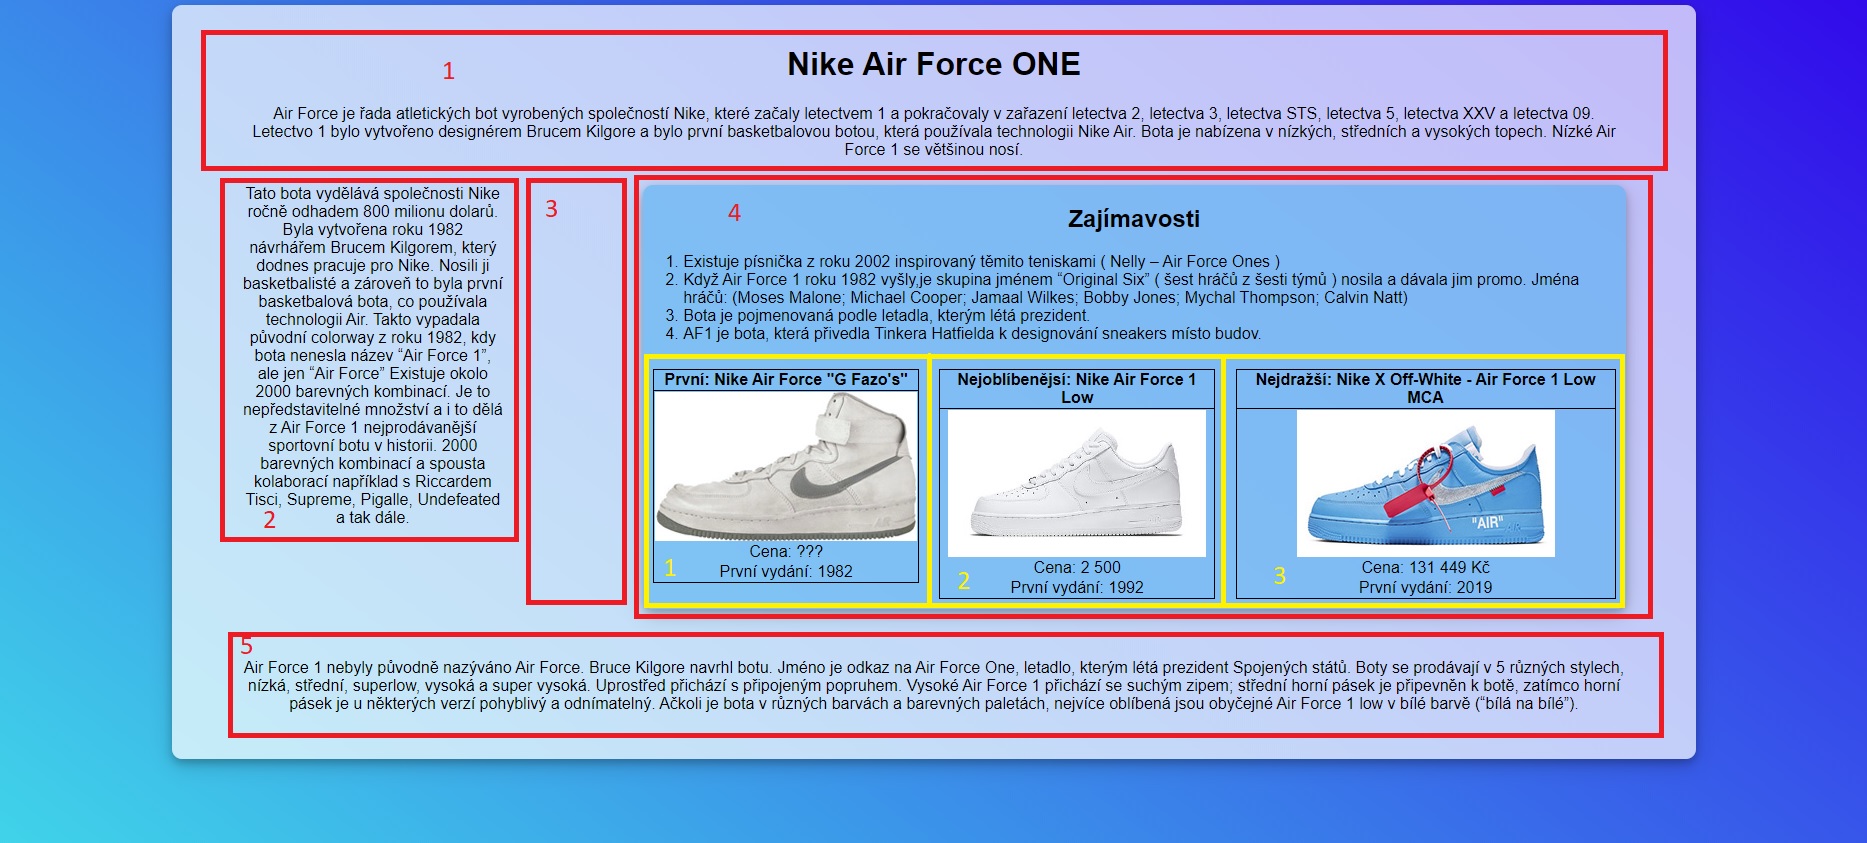 Nike Air Force ONE
1
Air Force je řada atletických bot vyrobených společností Nike, které začaly letectvem 1 a pokračovaly v zařazení letectva 2, letectva 3, letectva STS, letectva 5, letectva XXV a letectva 09.
Letectvo 1 bylo vytvořeno designérem Brucem Kilgore a bylo první basketbalovou botou, která používala technologii Nike Air. Bota je nabízena v nízkých, středních a vysokých topech. Nízké Air
Force 1 se většinou nosí.
Tato bota vydělává společnosti Nike
ročně odhadem 800 milionu dolarů.
Byla vytvořena roku 1982
návrhářem Brucem Kilgorem, který
dodnes pracuje pro Nike. Nosili ji
basketbalisté a zároveň to byla první
basketbalová bota, co používala
technologii Air. Takto vypadala
původní colorway z roku 1982, kdy
bota nenesla název “Air Force 1”,
ale jen “Air Force” Existuje okolo
2000 barevných kombinací. Je to
nepředstavitelné množství a i to dělá
z Air Force 1 nejprodávanější
sportovní botu v historii. 2000
barevných kombinací a spousta
kolaborací například s Riccardem
Tisci, Supreme, Pigalle, Undefeated
a tak dále.
2
3
4
Zajímavosti
1. Existuje písnička z roku 2002 inspirovaný těmito teniskami ( Nelly – Air Force Ones )
2. Když Air Force 1 roku 1982 vyšly,je skupina jménem “Original Six” ( šest hráčů z šesti týmů ) nosila a dávala jim promo. Jména
hráčů: (Moses Malone; Michael Cooper; Jamaal Wilkes; Bobby Jones; Mychal Thompson; Calvin Natt)
3. Bota je pojmenovaná podle letadla, kterým létá prezident.
4. AF1 je bota, která přivedla Tinkera Hatfielda k designování sneakers místo budov.
První: Nike Air Force "G Fazo's"
Cena: ???
První vydání: 1982
1
Nejoblíbenějsí: Nike Air Force 1
Low
Cena: 2 500
První vydání: 1992
2
Nejdražší: Nike X Off-White - Air Force 1 Low
MCA
"AIR"
Cena: 131 449 Kč
První vydání: 2019
3
5
Air Force 1 nebyly původně nazýváno Air Force. Bruce Kilgore navrhl botu. Jméno je odkaz na Air Force One, letadlo, kterým létá prezident Spojených států. Boty se prodávají v 5 různých stylech,
nízká, střední, superlow, vysoká a super vysoká. Uprostřed přichází s připojeným popruhem. Vysoké Air Force 1 přichází se suchým zipem; střední horní pásek je připevněn k botě, zatímco horní
pásek je u některých verzí pohyblivý a odnímatelný. Ačkoli je bota v různých barvách a barevných paletách, nejvíce oblíbená jsou obyčejné Air Force 1 low v bílé barvě (“bílá na bílé”).